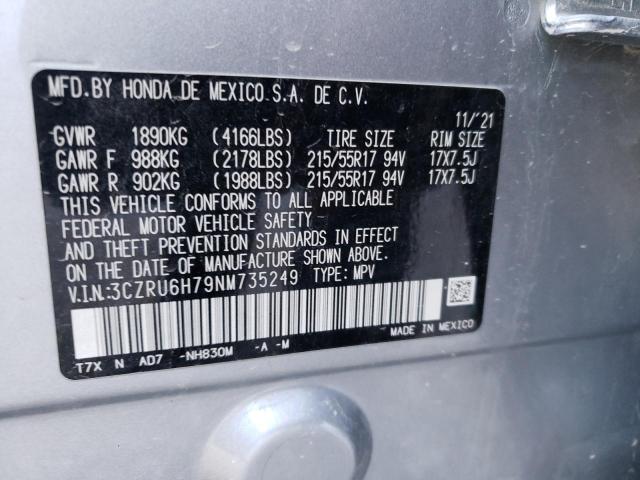 MFD. BY HONDA DE MEXICO S.A. DE C.V.
11/'21
GVWR 1890KG (4166LBS) TIRE SIZE RIM SIZE
GAWR F 988KG (2178LBS) 215/55R17 94V 17X7.5J
GAWR R 902KG (1988LBS) 215/55R17 94V 17X7.5J
THIS VEHICLE CONFORMS TO ALL APPLICABLE
FEDERAL MOTOR VEHICLE SAFETY
AND THEFT PREVENTION STANDARDS IN EFFECT
ON THE DATE OF MANUFACTURE SHOWN ABOVE.
V.I.N.:3CZRU6H79NM735249 TYPE: MPV
MADE IN MEXICO
T7X N AD7 -NH830M -A -M